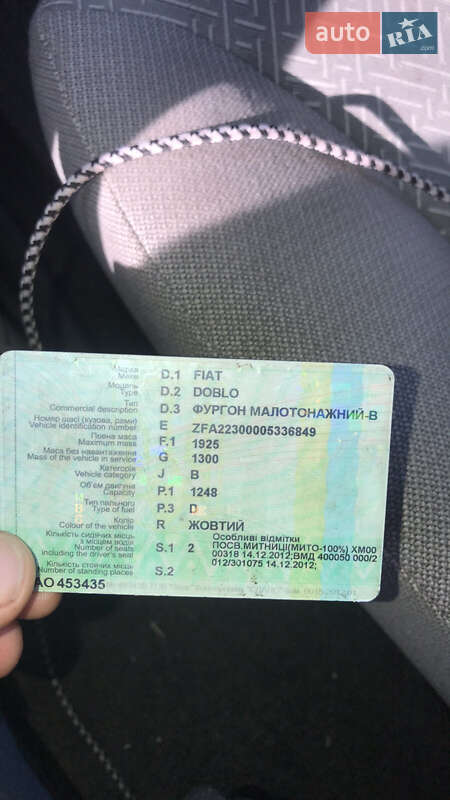 auto RIA .com
Марка
Make D.1 FIAT
Модель
Type D.2 DOBLO
Тип
Commercial description D.3 ФУРГОН МАЛОТОНАЖНИЙ-B
Номер шасі (кузова, рами)
Vehicle identification number E ZFA22300005336849
Повна маса
Maximum mass F.1 1925
Маса без навантаження
Mass of the vehicle in service G 1300
Категорія
Vehicle category J B
Об'єм двигуна
Capacity P.1 1248
Тип пального
Type of fuel P.3 D
Колір
Colour of the vehicle R ЖОВТИЙ
Кількість сидячих місць
з місцем водія
Number of seats
including the driver's seat S.1 2
Особливі відмітки
ПОСВ.МИТНИЦІ(МИТО-100%) ХМ00
00318 14.12.2012;ВМД 400050 000/2
012/301075 14.12.2012;
Кількість стоячих місць
Number of standing places S.2
АО 453435